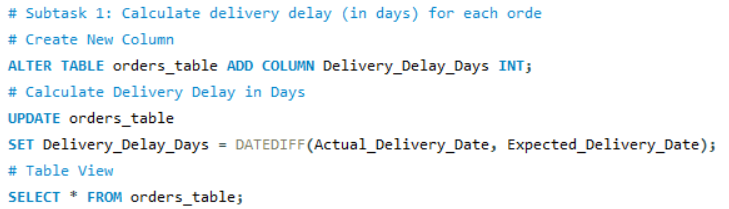 # Subtask 1: Calculate delivery delay (in days) for each orde
# Create New Column
ALTER TABLE orders_table ADD COLUMN Delivery_Delay_Days INT;
# Calculate Delivery Delay in Days
UPDATE orders_table
SET Delivery_Delay_Days = DATEDIFF(Actual_Delivery_Date, Expected_Delivery_Date);
# Table View
SELECT * FROM orders_table;